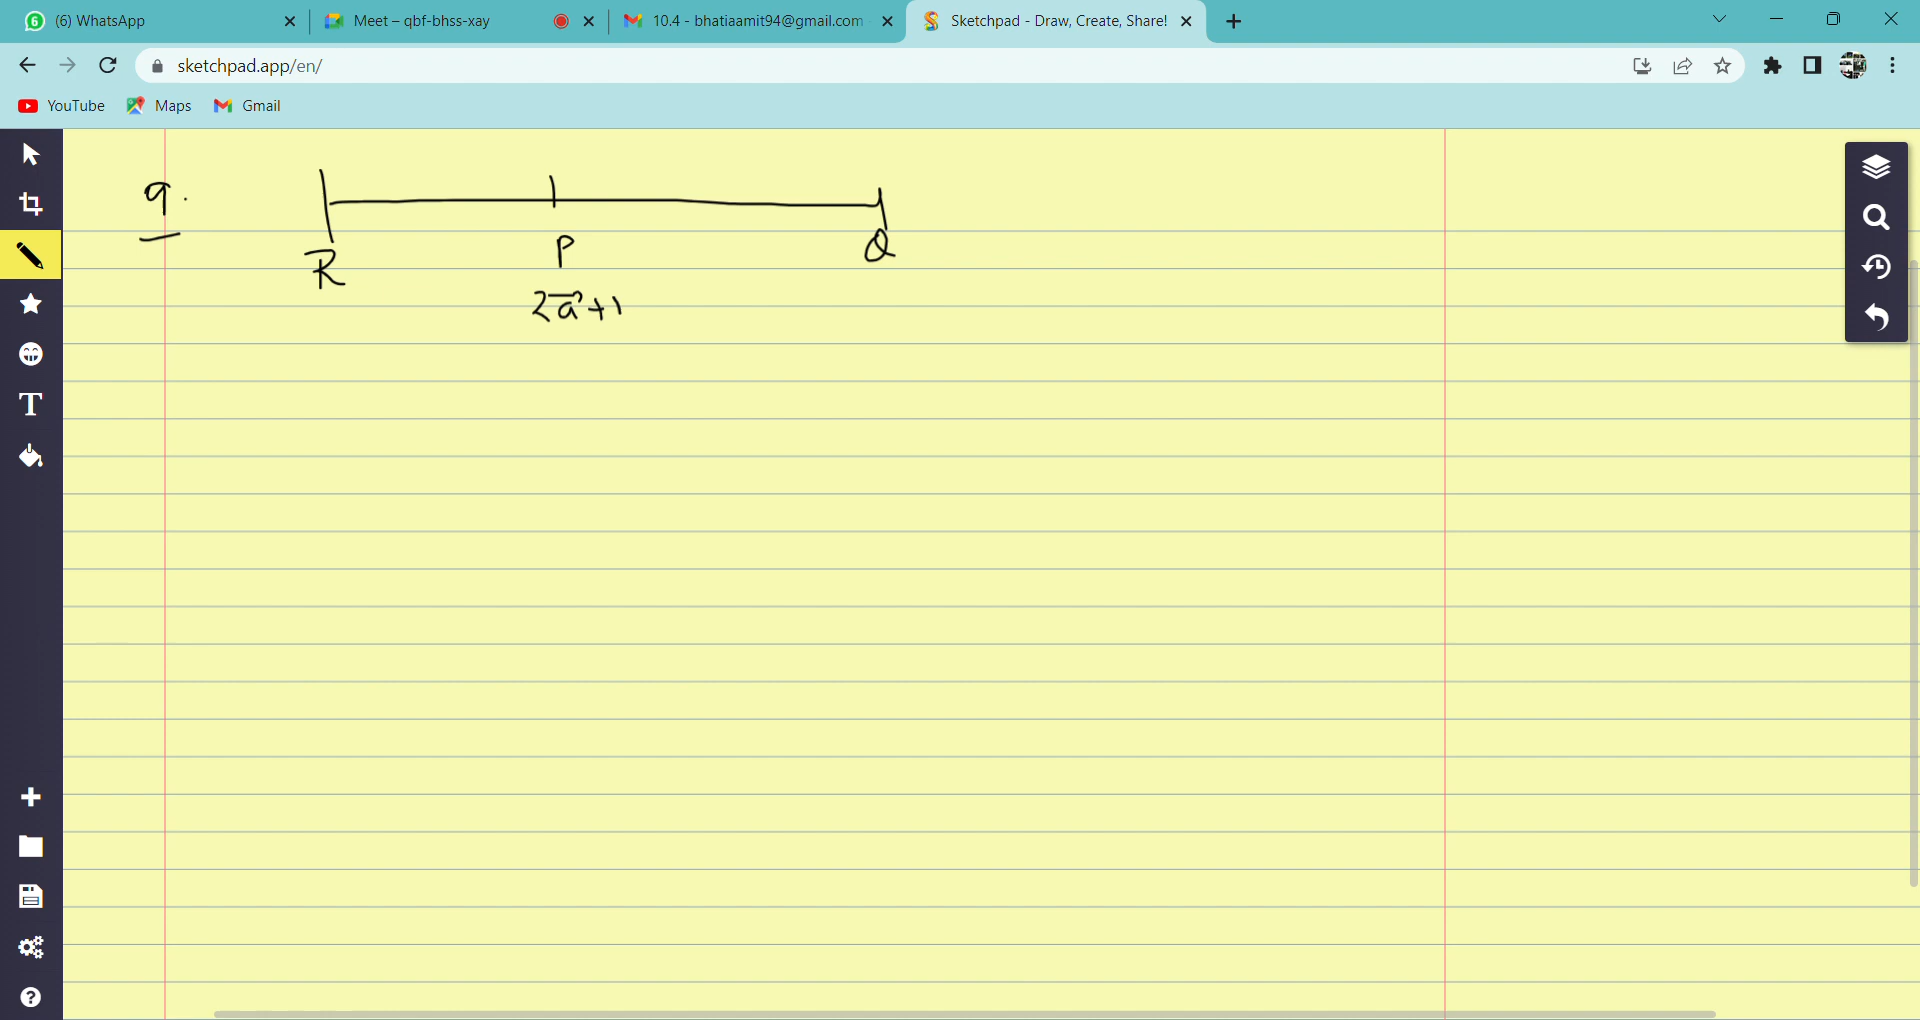 (6) WhatsApp
Meet – qbf-bhss-xay
10.4 - bhatiaamit94@gmail.com
Sketchpad - Draw, Create, Share!
sketchpad.app/en/
YouTube
Maps
Gmail
9.
R P Q
2a⃗+1
T